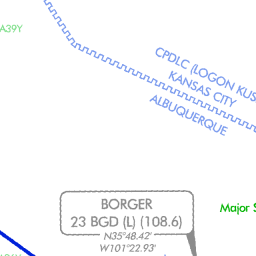 A39Y
CPDLC (LOGON KUS
KANSAS CITY
ALBUQUERQUE
BORGER
23 BGD (L) (108.6)
N35°48.42'
W101°22.93'
Major S